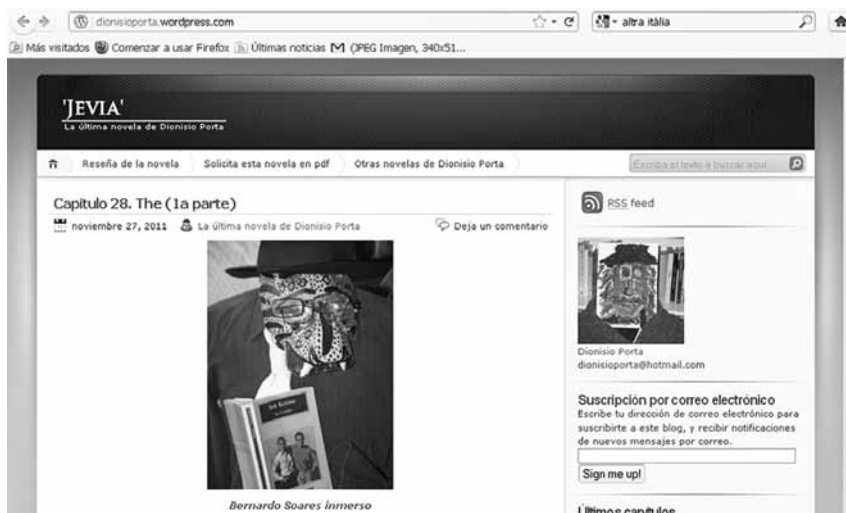 dionisioporta.wordpress.com
altra itàlia
Más visitados Comenzar a usar Firefox Últimas noticias (JPEG Imagen, 340x51...
'JEVIA'
La última novela de Dionisio Porta
Reseña de la novela Solicita esta novela en pdf Otras novelas de Dionisio Porta
Escriba el texto a buscar aquí
Capítulo 28. The (1a parte)
noviembre 27, 2011 La última novela de Dionisio Porta Deja un comentario
Bernardo Soares inmerso
RSS feed
Dionisio Porta
dionisioporta@hotmail.com
Suscripción por correo electrónico
Escribe tu dirección de correo electrónico para
suscribirte a este blog, y recibir notificaciones
de nuevos mensajes por correo.
Sign me up!
Últimos capítulos